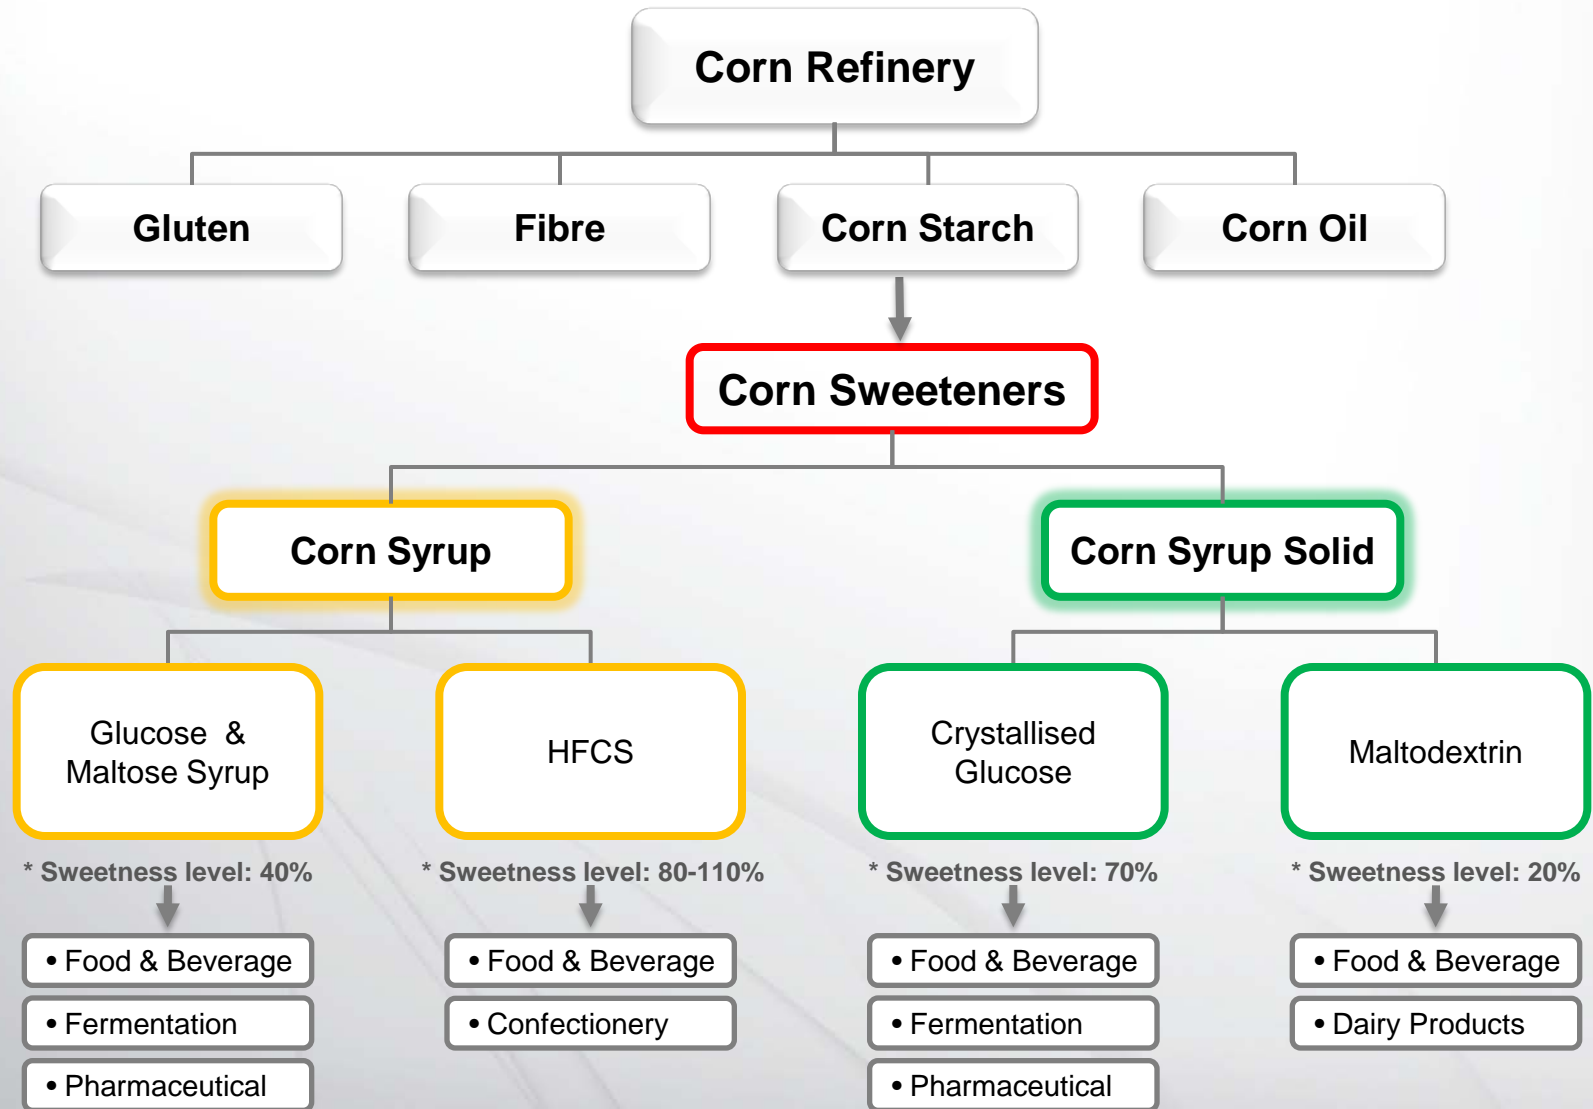 Corn Refinery
Gluten
Fibre
Corn Starch
Corn Oil
Corn Sweeteners
Corn Syrup
Corn Syrup Solid
Glucose &
Maltose Syrup
HFCS
Crystallised
Glucose
Maltodextrin
* Sweetness level: 40%
* Sweetness level: 80-110%
* Sweetness level: 70%
* Sweetness level: 20%
• Food & Beverage
• Fermentation
• Pharmaceutical
• Food & Beverage
• Confectionery
• Food & Beverage
• Fermentation
• Pharmaceutical
• Food & Beverage
• Dairy Products